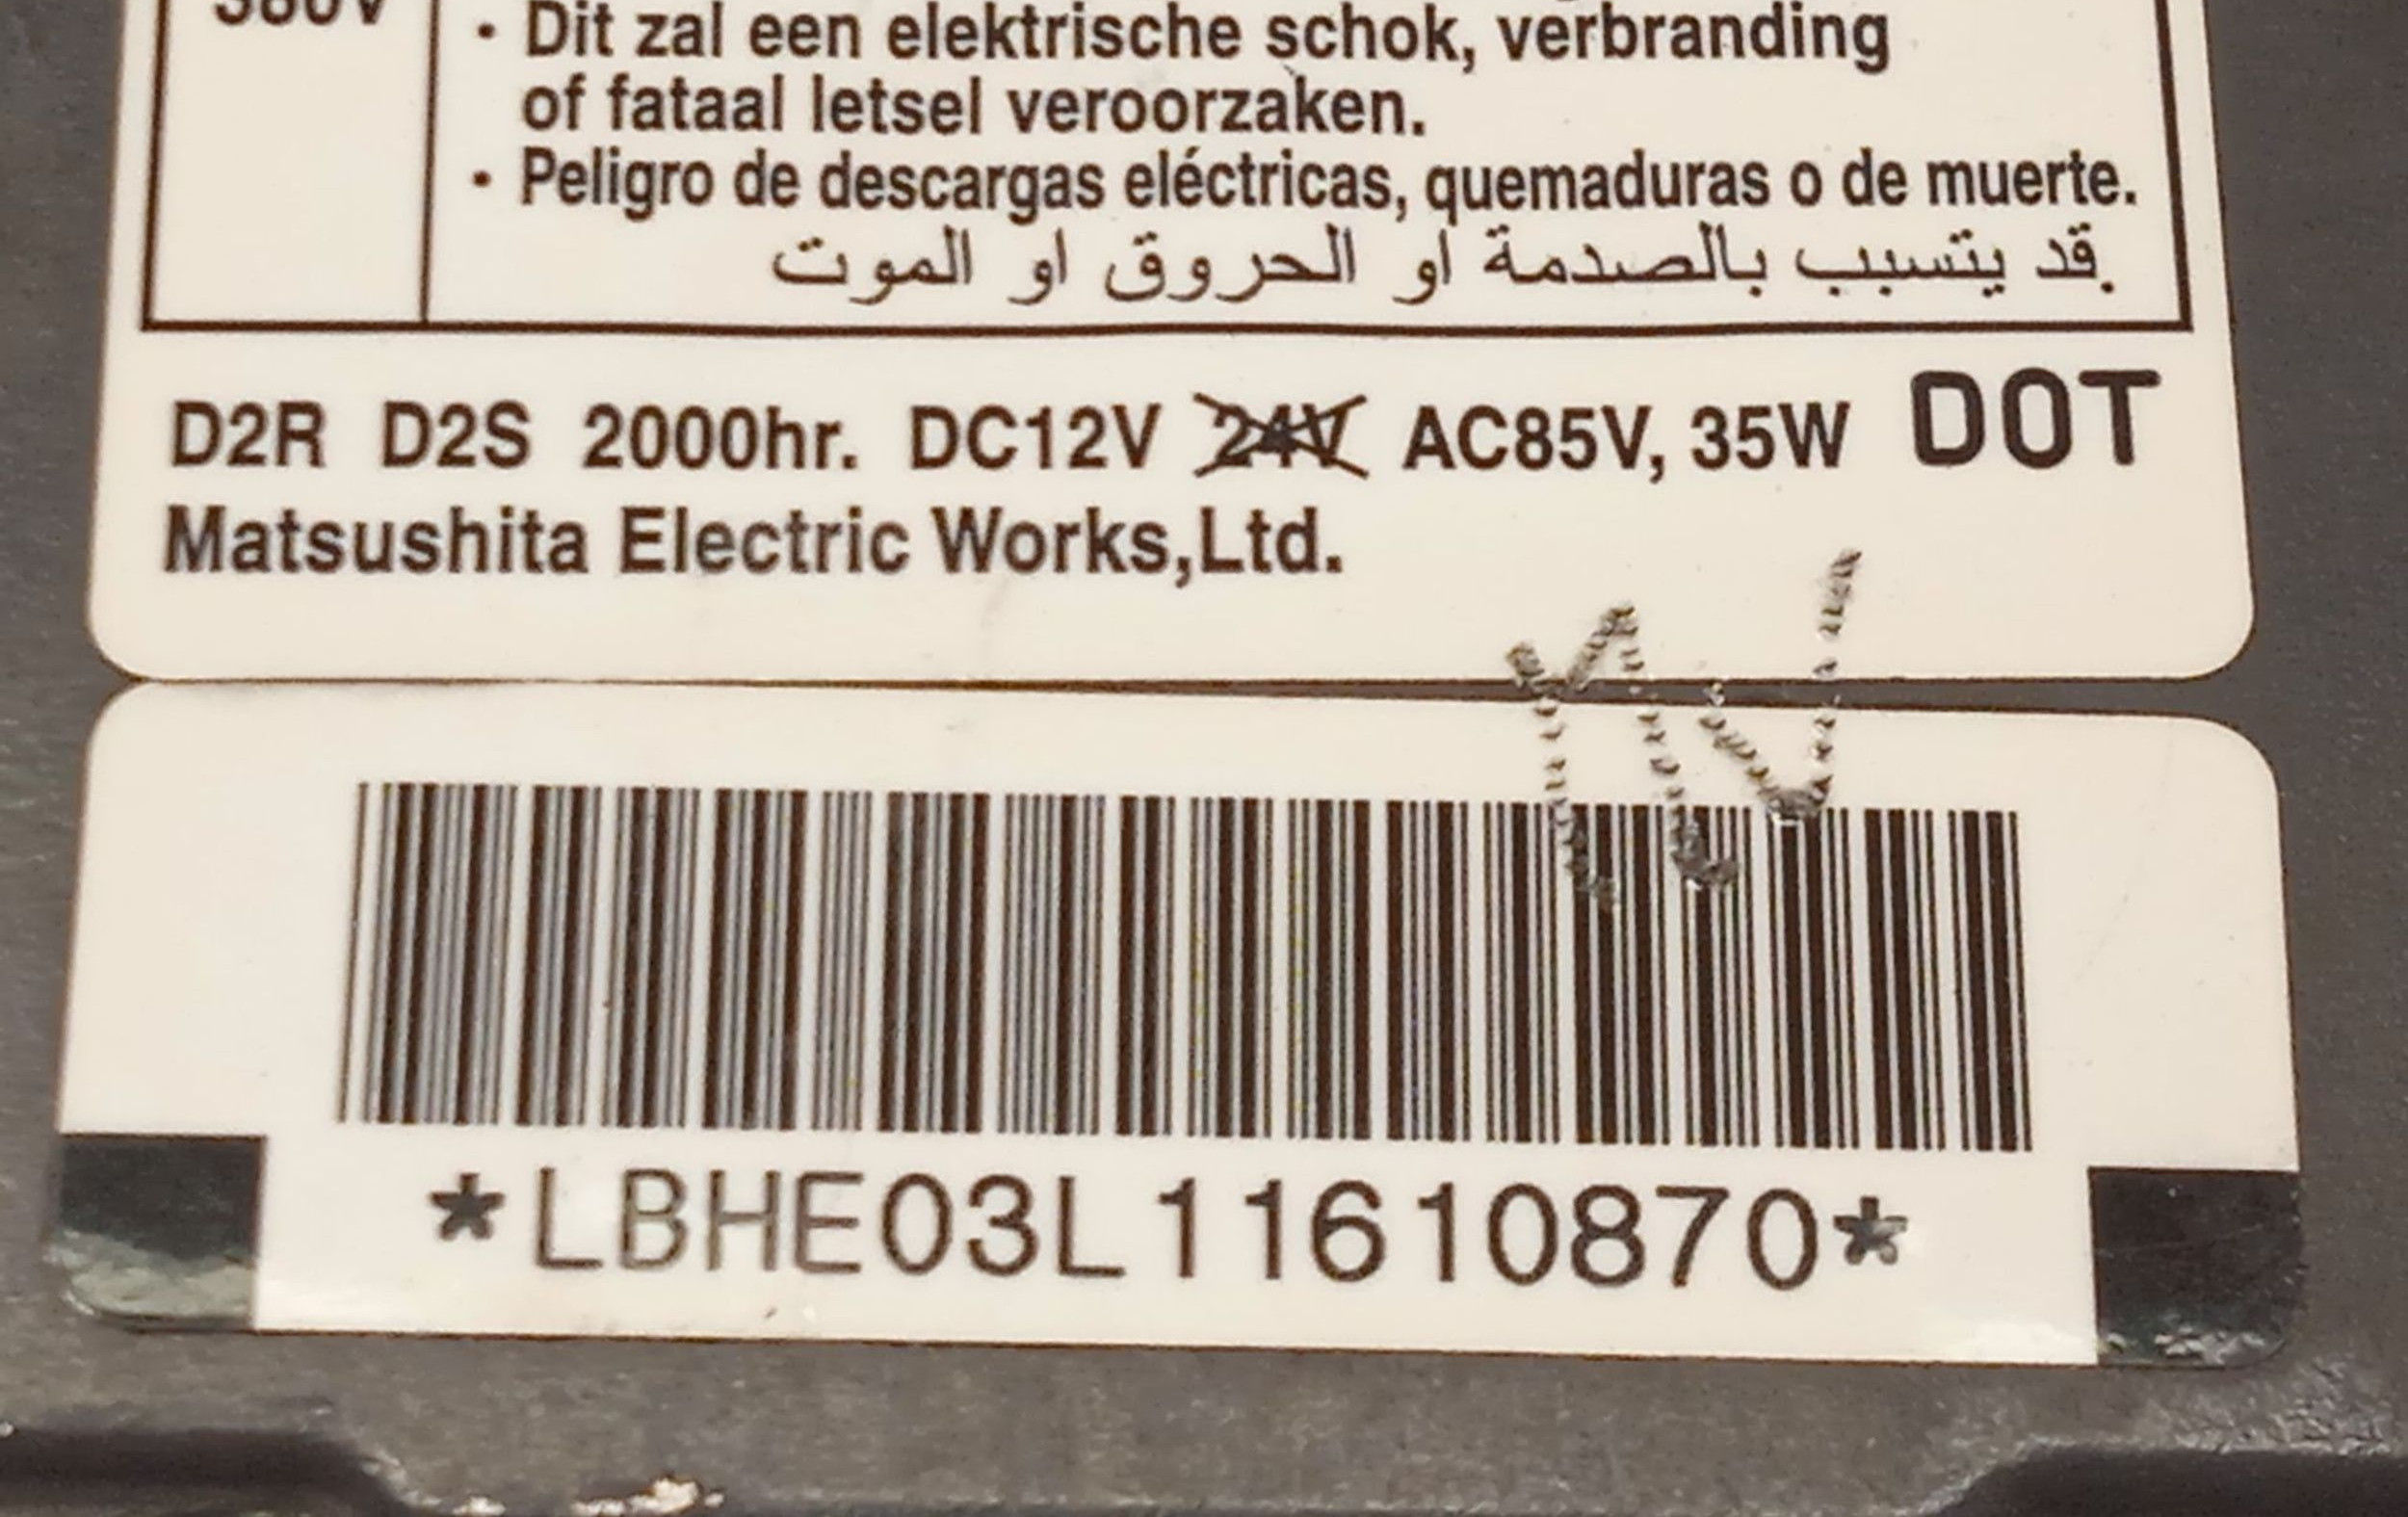 380V
• Dit zal een elektrische schok, verbranding
of fataal letsel veroorzaken.
• Peligro de descargas eléctricas, quemaduras o de muerte.
قد يتسبب بالصدمة او الحروق او الموت.
D2R D2S 2000hr. DC12V 24V AC85V, 35W DOT
Matsushita Electric Works,Ltd.
*LBHE03L11610870*